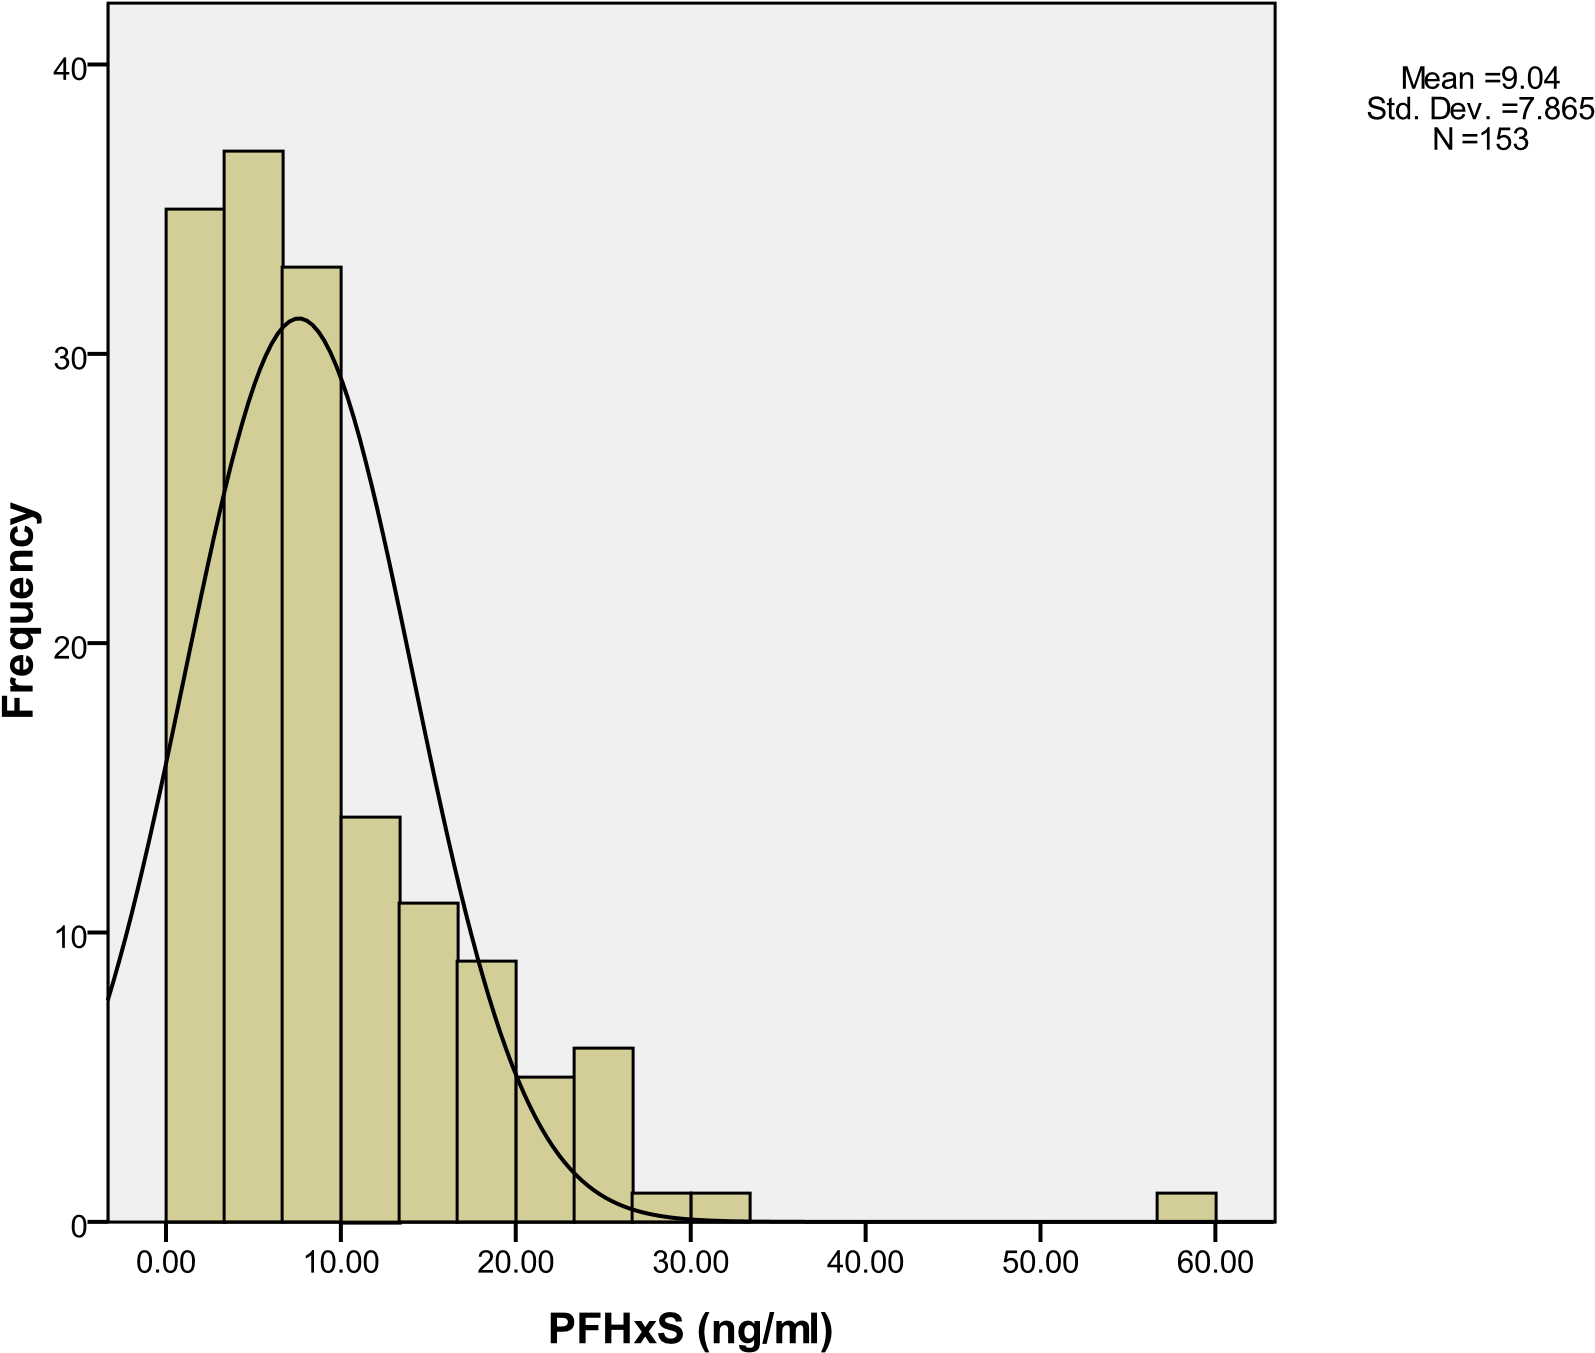 Mean =9.04
Std. Dev. =7.865
N =153
40
30
20
10
0
Frequency
0.00 10.00 20.00 30.00 40.00 50.00 60.00
PFHxS (ng/ml)